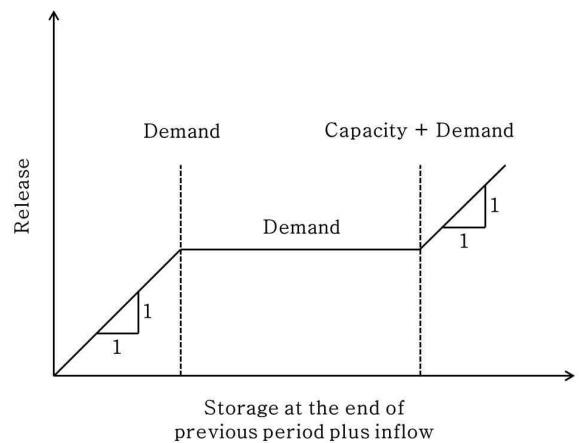 Demand
Capacity + Demand
Release
Demand
1
1
1
1
Storage at the end of
previous period plus inflow